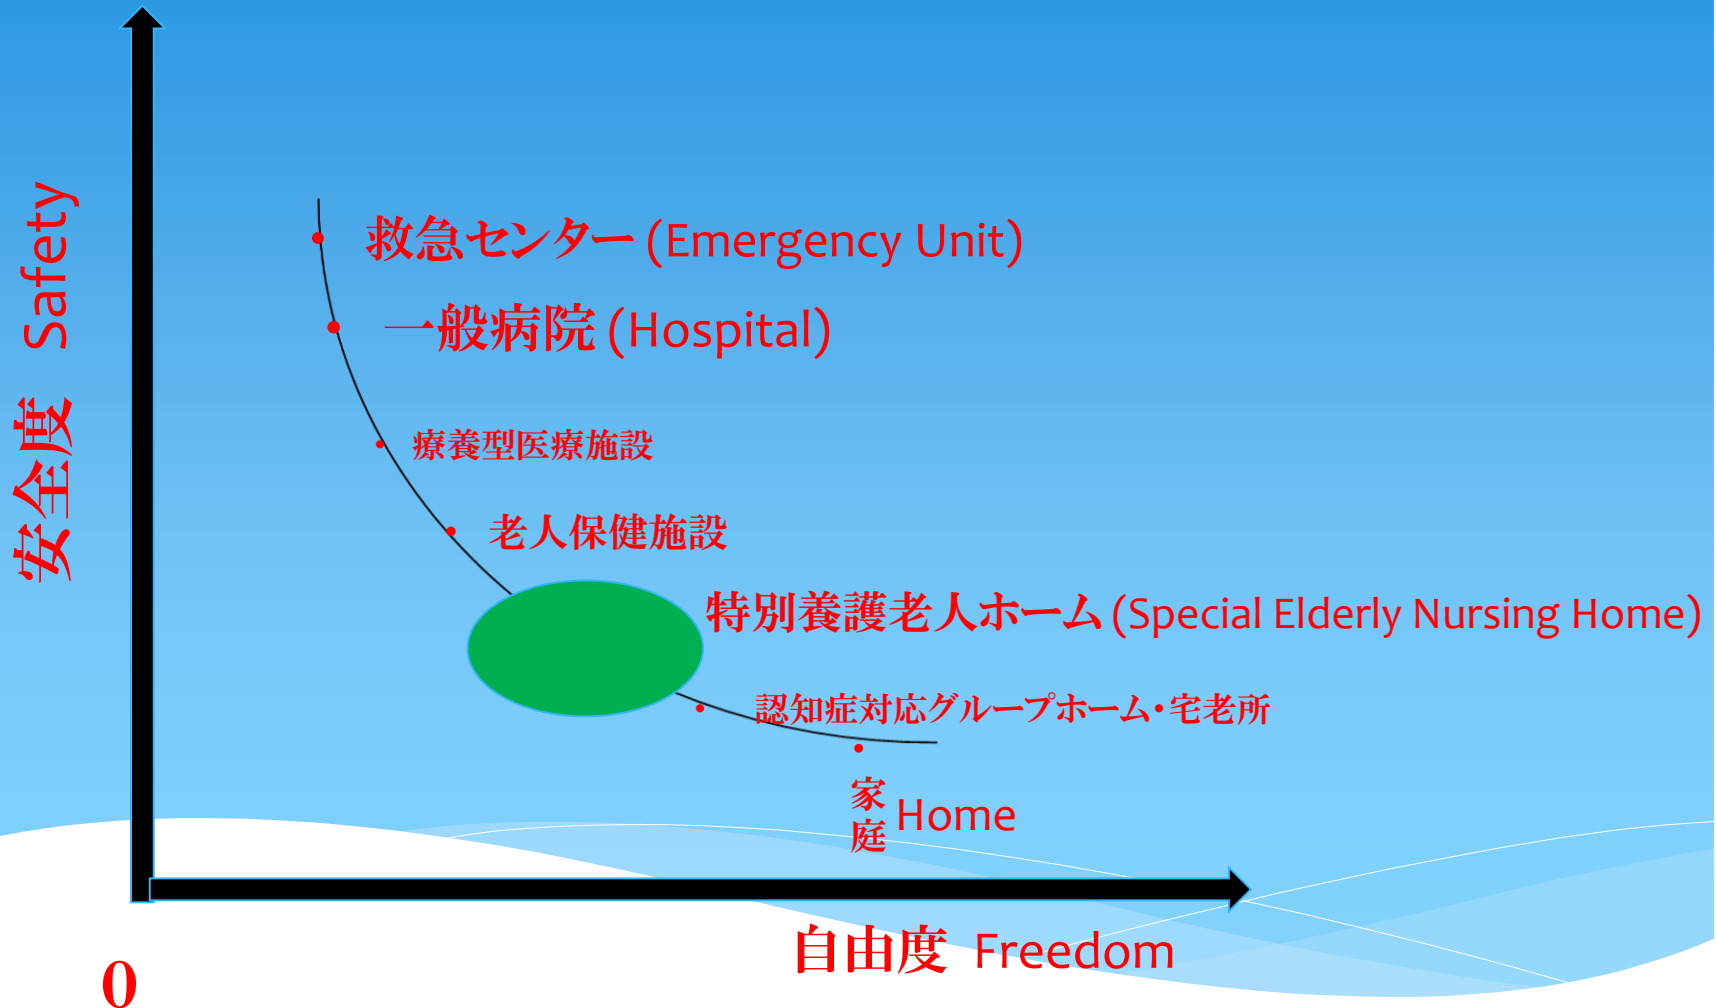 安全度 Safety
救急センター (Emergency Unit)
一般病院 (Hospital)
療養型医療施設
老人保健施設
特別養護老人ホーム (Special Elderly Nursing Home)
認知症対応グループホーム・宅老所
家庭 Home
自由度 Freedom
0